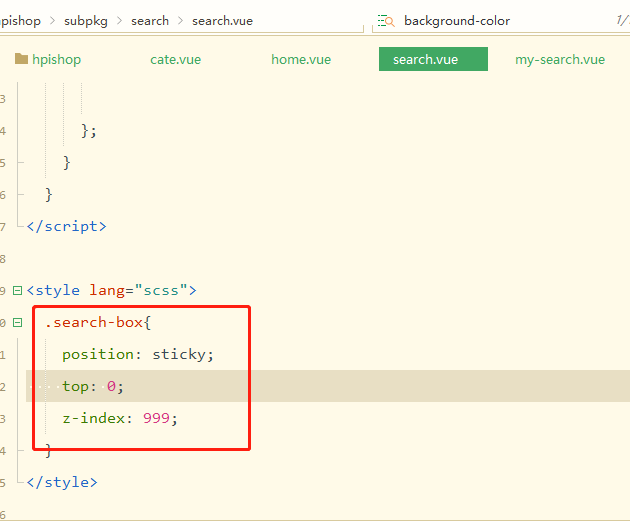 hpishop > subpkg > search > search.vue
background-color
1/
hpishop
cate.vue
home.vue
search.vue
my-search.vue
3
4 };
5 }
6 }
7 </script>
8
9 <style lang="scss">
0 .search-box{
1 position: sticky;
2 top: 0;
3 z-index: 999;
4 }
5 </style>
6